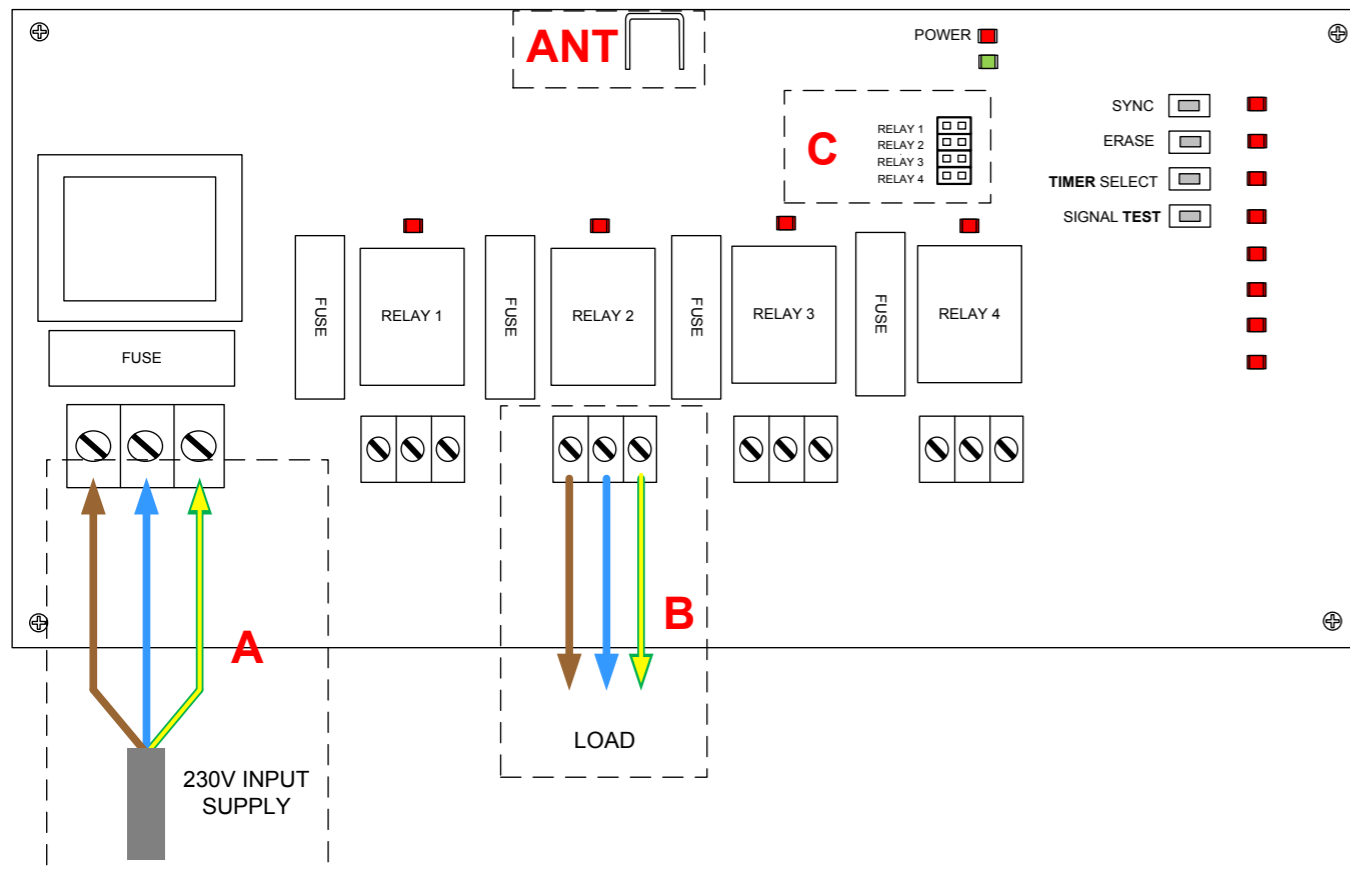 ANT
POWER
SYNC
ERASE
TIMER SELECT
SIGNAL TEST
C
RELAY 1
RELAY 2
RELAY 3
RELAY 4
FUSE
FUSE
RELAY 1
FUSE
RELAY 2
FUSE
RELAY 3
FUSE
RELAY 4
A
B
LOAD
230V INPUT
SUPPLY